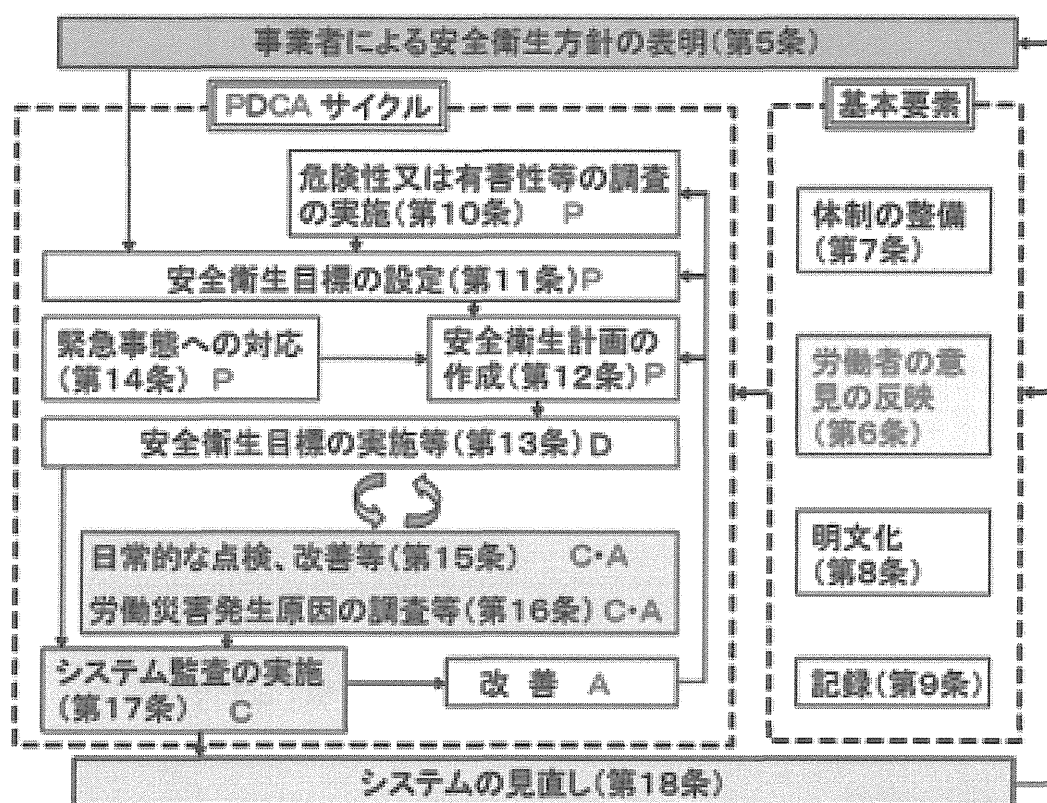 事業者による安全衛生方針の表明(第5条)
PDCA サイクル
危険性又は有害性等の調査
の実施(第10条) P
安全衛生目標の設定(第11条)P
緊急事態への対応
(第14条) P
安全衛生計画の
作成(第12条)P
安全衛生目標の実施等(第13条)D
日常的な点検、改善等(第15条) C・A
労働災害発生原因の調査等(第16条)C・A
システム監査の実施
(第17条) C
改 善 A
基本要素
体制の整備
(第7条)
労働者の意
見の反映
(第6条)
明文化
(第8条)
記録(第9条)
システムの見直し(第18条)